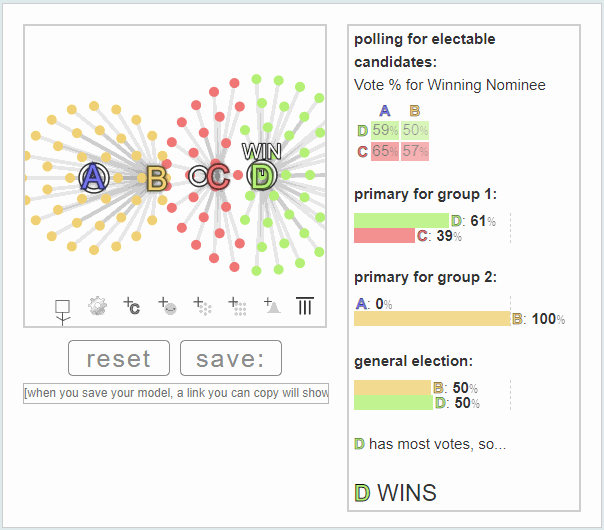 WIN
A B C D
+C + + + +
reset save:
[when you save your model, a link you can copy will show
polling for electable
candidates:
Vote % for Winning Nominee
A B
D 59% 50%
C 65% 57%
primary for group 1:
D: 61%
C: 39%
primary for group 2:
A: 0%
B: 100%
general election:
B: 50%
D: 50%
D has most votes, so...
D WINS